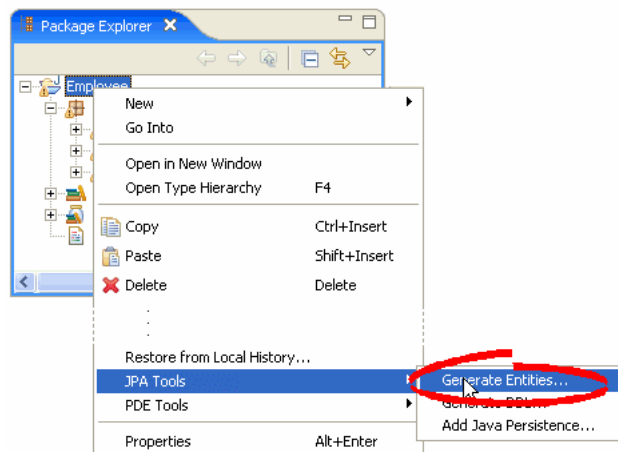 Package Explorer
Employee
New
Go Into
Open in New Window
Open Type Hierarchy F4
Copy Ctrl+Insert
Paste Shift+Insert
Delete Delete
Restore from Local History...
JPA Tools
Generate Entities...
PDE Tools
Generate DDL...
Add Java Persistence...
Properties Alt+Enter